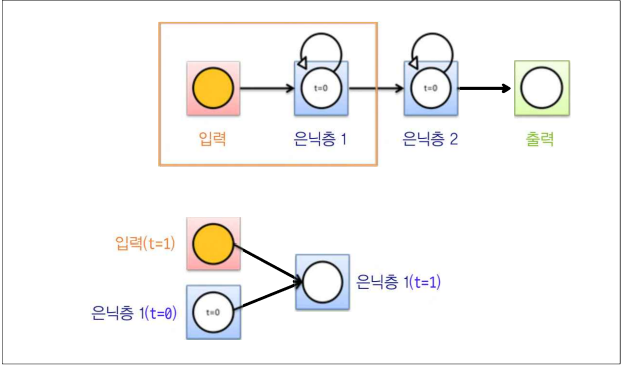 t=0
t=0
입력
은닉층 1
은닉층 2
출력
입력(t=1)
은닉층 1(t=1)
은닉층 1(t=0)
t=0